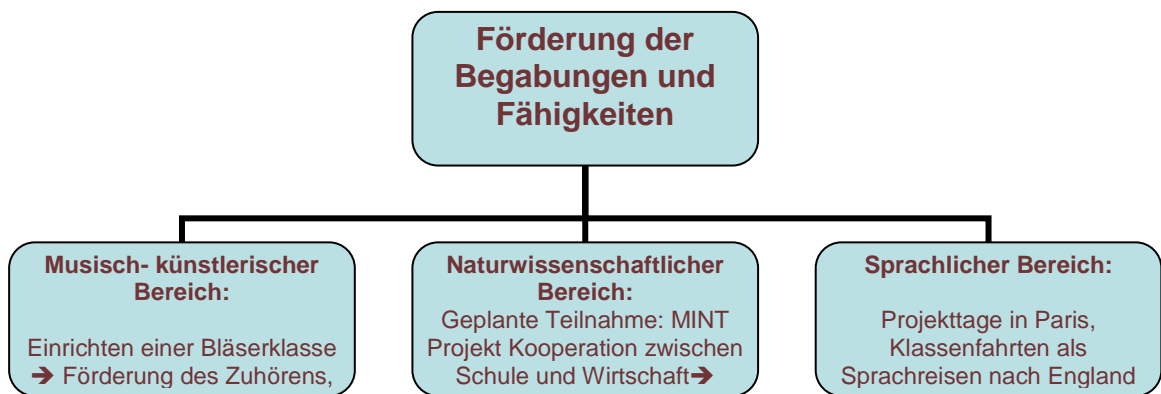 Förderung der
Begabungen und
Fähigkeiten
Musisch- künstlerischer
Bereich:
Einrichten einer Bläserklasse
➔ Förderung des Zuhörens,
Naturwissenschaftlicher
Bereich:
Geplante Teilnahme: MINT
Projekt Kooperation zwischen
Schule und Wirtschaft➔
Sprachlicher Bereich:
Projekttage in Paris,
Klassenfahrten als
Sprachreisen nach England